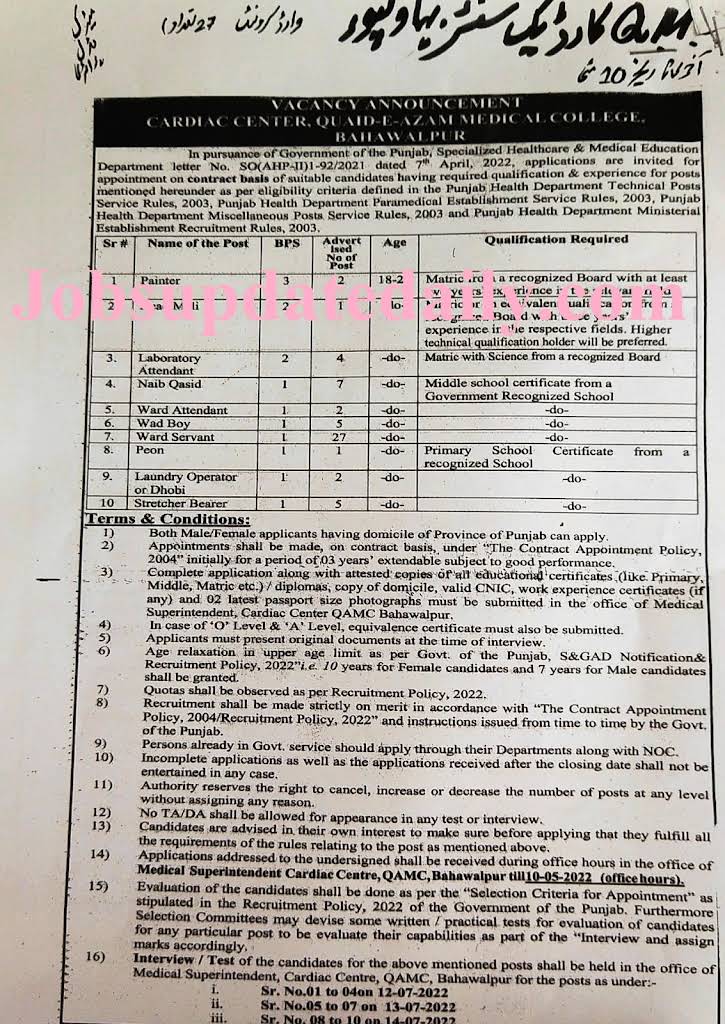 وارڈ سرونٹ 27 تعداد)
Q.A.M. کارڈیک سنٹر بہاولپور
آخری تاریخ 10 مئی
VACANCY ANNOUNCEMENT
CARDIAC CENTER, QUAID-E-AZAM MEDICAL COLLEGE,
BAHAWALPUR
In pursuance of Government of the Punjab, Specialized Healthcare & Medical Education
Department letter No. SO(AHP-II)1-92/2021 dated 7th April, 2022, applications are invited for
appointment on contract basis of suitable candidates having required qualification & experience for posts
mentioned hereunder as per eligibility criteria defined in the Punjab Health Department Technical Posts
Service Rules, 2003, Punjab Health Department Paramedical Establishment Service Rules, 2003, Punjab
Health Department Miscellaneous Posts Service Rules, 2003 and Punjab Health Department Ministerial
Establishment Recruitment Rules, 2003.
Sr # Name of the Post BPS Advert ised No of Post Age Qualification Required
1 Painter 3 2 18-2 Matric from a recognized Board with at least
years' experience in the
Jobsupdatedaily.com
2 Mali 2 1 -do-
Board with years'
experience in the respective fields. Higher
technical qualification holder will be preferred.
3. Laboratory Attendant 2 4 -do- Matric with Science from a recognized Board
4. Naib Qasid 1 7 -do- Middle school certificate from a
Government Recognized School
5. Ward Attendant 1 2 -do- -do-
6. Wad Boy 1 5 -do- -do-
7. Ward Servant 1 27 -do- -do-
8. Peon 1 1 -do- Primary School Certificate from a
recognized School
9. Laundry Operator or Dhobi 1 2 -do- -do-
10 Stretcher Bearer 1 5 -do- -do-
Terms & Conditions:
1) Both Male/Female applicants having domicile of Province of Punjab can apply.
2) Appointments shall be made, on contract basis, under "The Contract Appointment Policy,
2004" initially for a period of 03 years' extendable subject to good performance.
3) Complete application along with attested copies of all educational certificates (like Primary,
Middle, Matric etc.) / diplomas, copy of domicile, valid CNIC, work experience certificates (if
any) and 02 latest passport size photographs must be submitted in the office of Medical
Superintendent, Cardiac Center QAMC Bahawalpur.
4) In case of 'O' Level & 'A' Level, equivalence certificate must also be submitted.
5) Applicants must present original documents at the time of interview.
6) Age relaxation in upper age limit as per Govt. of the Punjab, S&GAD Notification&
Recruitment Policy, 2022"i.e. 10 years for Female candidates and 7 years for Male candidates
shall be granted.
7) Quotas shall be observed as per Recruitment Policy, 2022.
8) Recruitment shall be made strictly on merit in accordance with "The Contract Appointment
Policy, 2004/Recruitment Policy, 2022" and instructions issued from time to time by the Govt.
of the Punjab.
9) Persons already in Govt. service should apply through their Departments along with NOC.
10) Incomplete applications as well as the applications received after the closing date shall not be
entertained in any case.
11) Authority reserves the right to cancel, increase or decrease the number of posts at any level
without assigning any reason.
12) No TA/DA shall be allowed for appearance in any test or interview.
13) Candidates are advised in their own interest to make sure before applying that they fulfill all
the requirements of the rules relating to the post as mentioned above.
14) Applications addressed to the undersigned shall be received during office hours in the office of
Medical Superintendent Cardiac Centre, QAMC, Bahawalpur till 10-05-2022 (office hours).
15) Evaluation of the candidates shall be done as per the "Selection Criteria for Appointment" as
stipulated in the Recruitment Policy, 2022 of the Government of the Punjab. Furthermore
Selection Committees may devise some written / practical tests for evaluation of candidates
for any particular post to be evaluate their capabilities as part of the "Interview and assign
marks accordingly.
16) Interview / Test of the candidates for the above mentioned posts shall be held in the office of
Medical Superintendent, Cardiac Centre, QAMC, Bahawalpur for the posts as under:-
i. Sr. No.01 to 04on 12-07-2022
ii. Sr. No.05 to 07 on 13-07-2022
iii. Sr. No. 08 to 10 on 14-07-2022